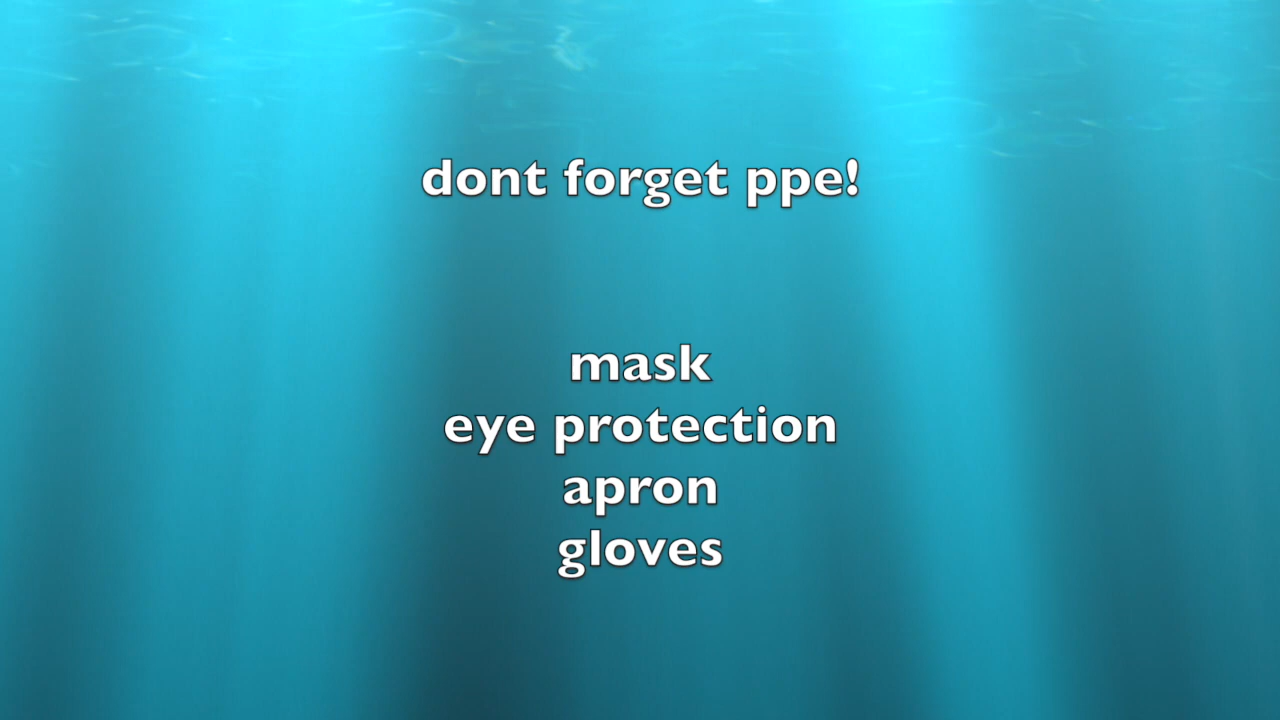 dont forget ppe!
mask
eye protection
apron
gloves